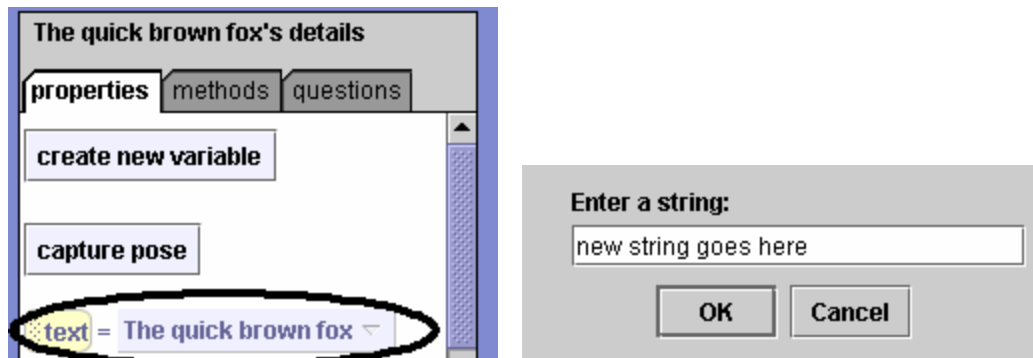 The quick brown fox's details
properties methods questions
create new variable
capture pose
text = The quick brown fox
Enter a string:
new string goes here
OK Cancel